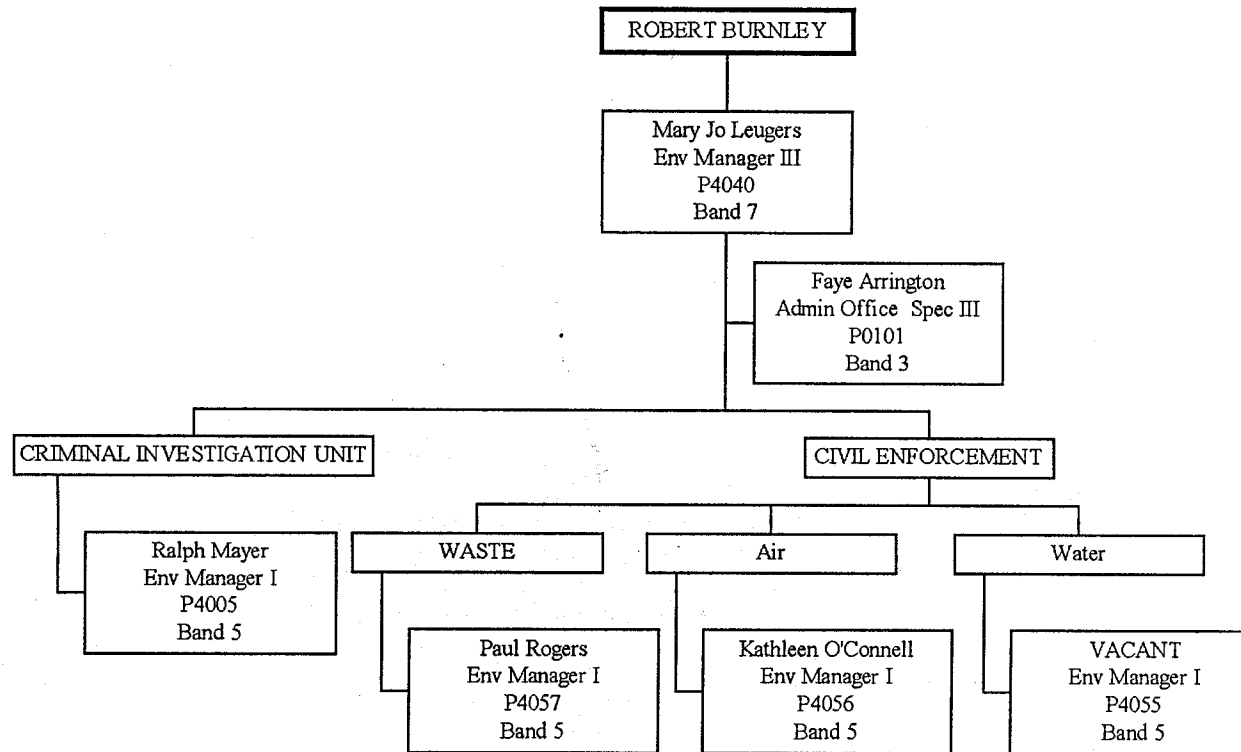 ROBERT BURNLEY
Mary Jo Leugers
Env Manager III
P4040
Band 7
Faye Arrington
Admin Office Spec III
P0101
Band 3
CRIMINAL INVESTIGATION UNIT
CIVIL ENFORCEMENT
Ralph Mayer
Env Manager I
P4005
Band 5
WASTE
Air
Water
Paul Rogers
Env Manager I
P4057
Band 5
Kathleen O'Connell
Env Manager I
P4056
Band 5
VACANT
Env Manager I
P4055
Band 5